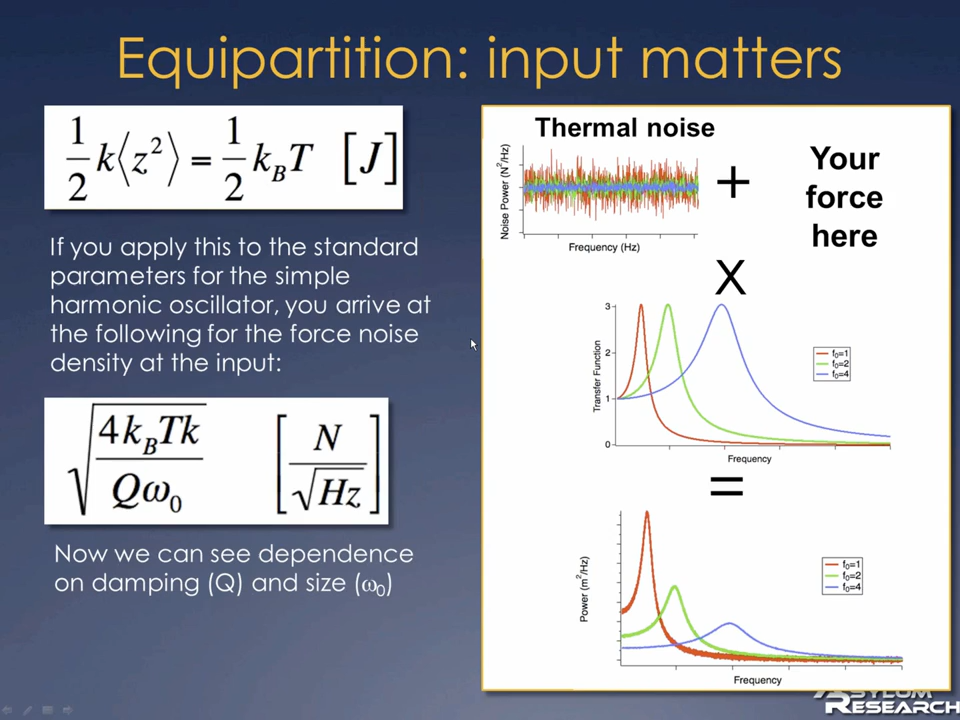 Equipartition: input matters
1/2 k⟨z²⟩ = 1/2 k_B T [J]
If you apply this to the standard
parameters for the simple
harmonic oscillator, you arrive at
the following for the force noise
density at the input:
√(4k_BTk / Qω₀) [N / √Hz]
Now we can see dependence
on damping (Q) and size (ω₀)
Thermal noise
Noise Power (N²/Hz)
Frequency (Hz)
+
Your
force
here
X
3
2
1
0
Transfer Function
f₀=1
f₀=2
f₀=4
Frequency
=
Power (m²/Hz)
f₀=1
f₀=2
f₀=4
Frequency
ASYLUM
RESEARCH